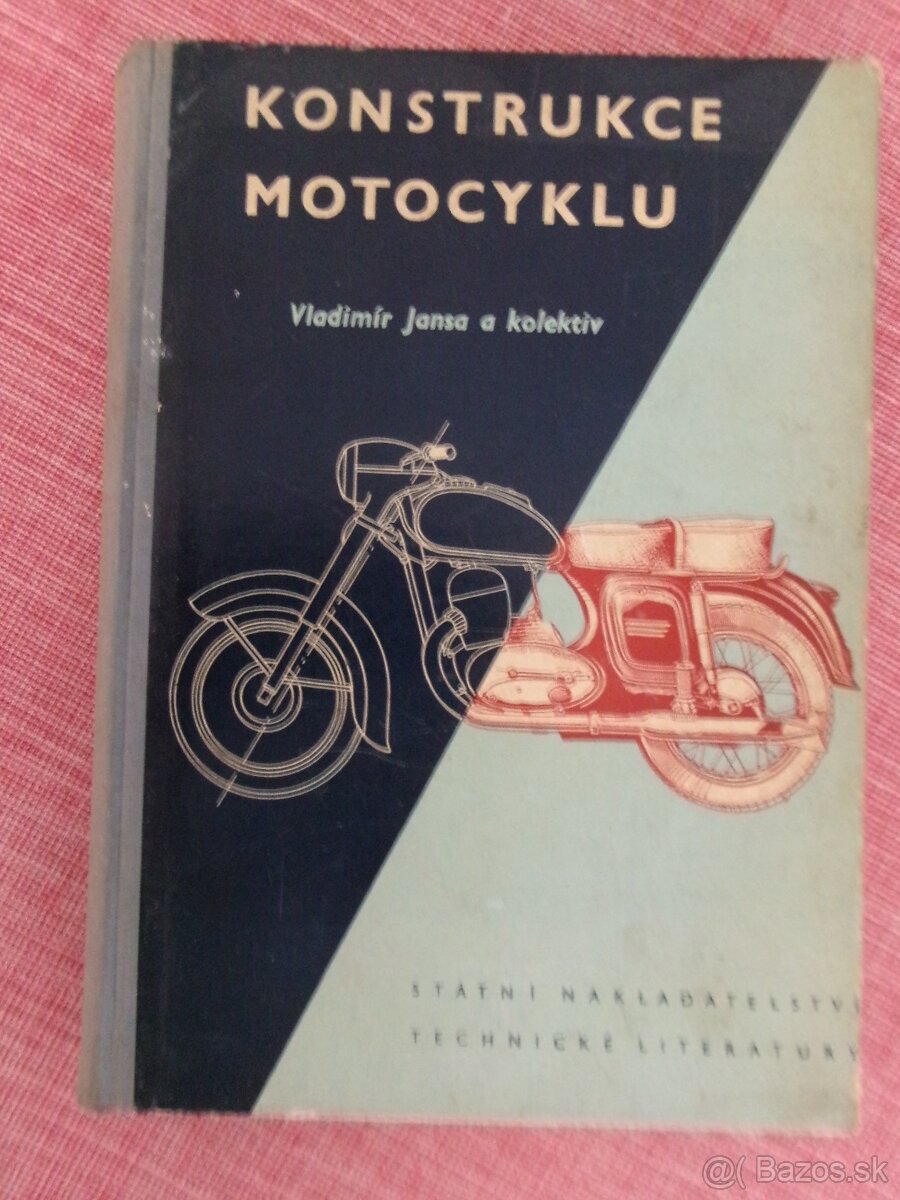 KONSTRUKCE
MOTOCYKLU
Vladimír Jansa a kolektiv
STÁTNÍ NAKLADATELSTVÍ
TECHNICKÉ LITERATURY
@( Bazos.sk